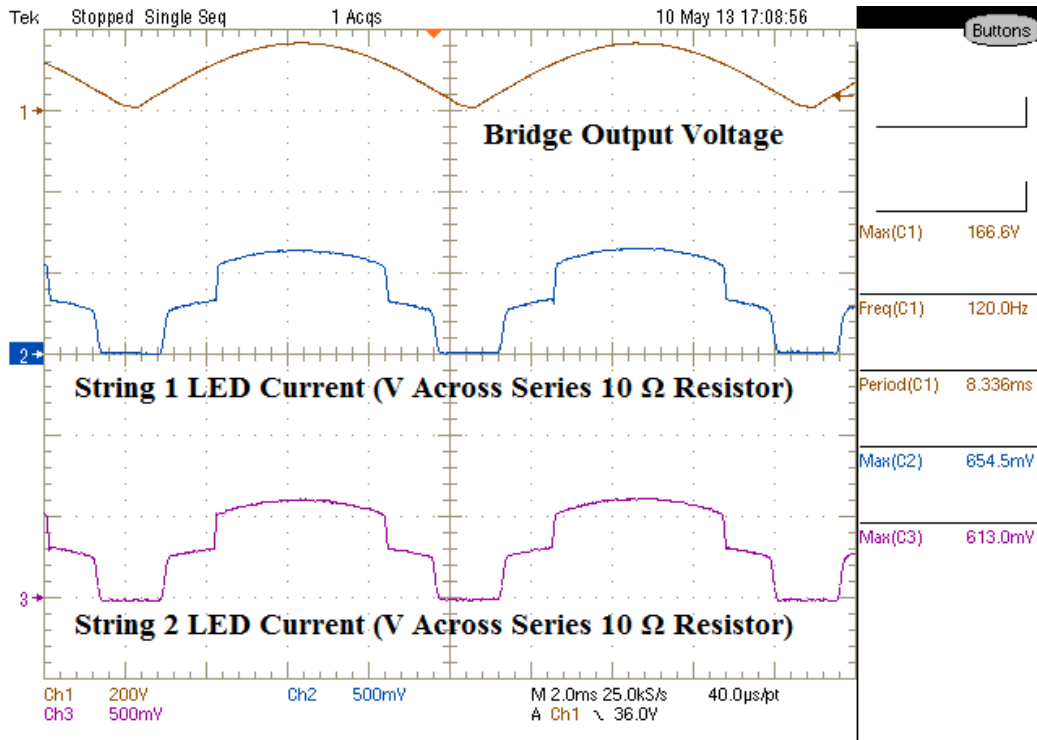 Tek Stopped Single Seq 1 Acqs 10 May 13 17:08:56
Buttons
1
Bridge Output Voltage
Max(C1) 166.6V
Freq(C1) 120.0Hz
2
String 1 LED Current (V Across Series 10 Ω Resistor)
Period(C1) 8.336ms
Max(C2) 654.5mV
Max(C3) 613.0mV
3
String 2 LED Current (V Across Series 10 Ω Resistor)
Ch1 200V Ch2 500mV M 2.0ms 25.0kS/s 40.0µs/pt
Ch3 500mV A Ch1 ∖ 36.0V